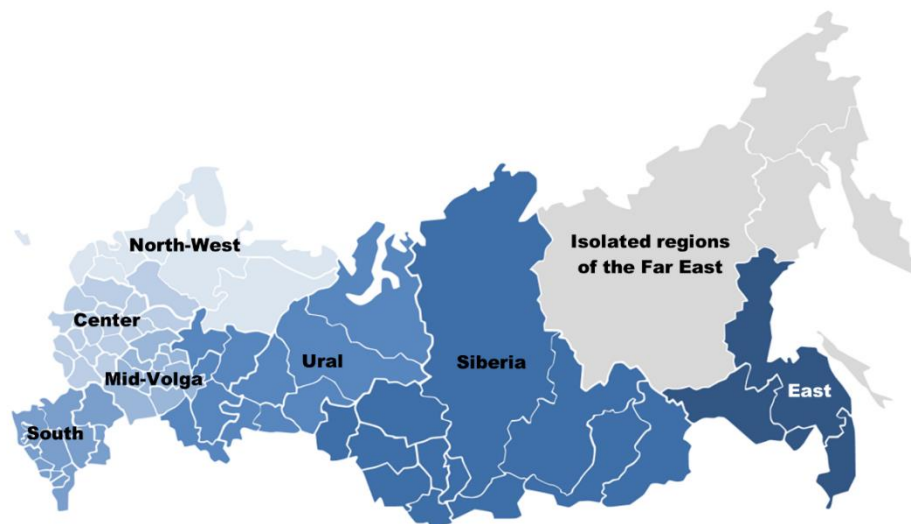 North-West
Center
Mid-Volga
South
Ural
Siberia
Isolated regions
of the Far East
East